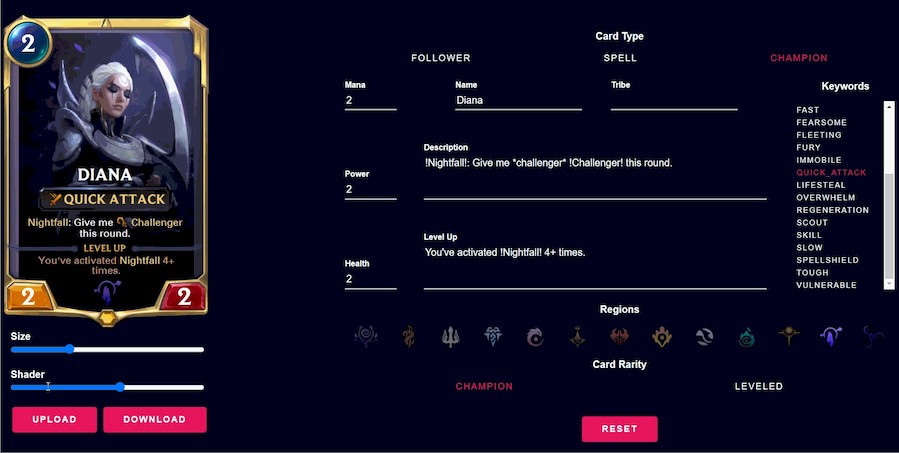 2
DIANA
QUICK ATTACK
Nightfall: Give me Challenger
this round.
LEVEL UP
You've activated Nightfall 4+
times.
2
2
Size
Shader
UPLOAD
DOWNLOAD
Card Type
FOLLOWER
SPELL
CHAMPION
Mana
2
Name
Diana
Tribe
Description
!Nightfall!: Give me *challenger* !Challenger! this round.
Power
2
Level Up
You've activated !Nightfall! 4+ times.
Health
2
Keywords
FAST
FEARSOME
FLEETING
FURY
IMMOBILE
QUICK_ATTACK
LIFESTEAL
OVERWHELM
REGENERATION
SCOUT
SKILL
SLOW
SPELLSHIELD
TOUGH
VULNERABLE
Regions
Card Rarity
CHAMPION
LEVELED
RESET